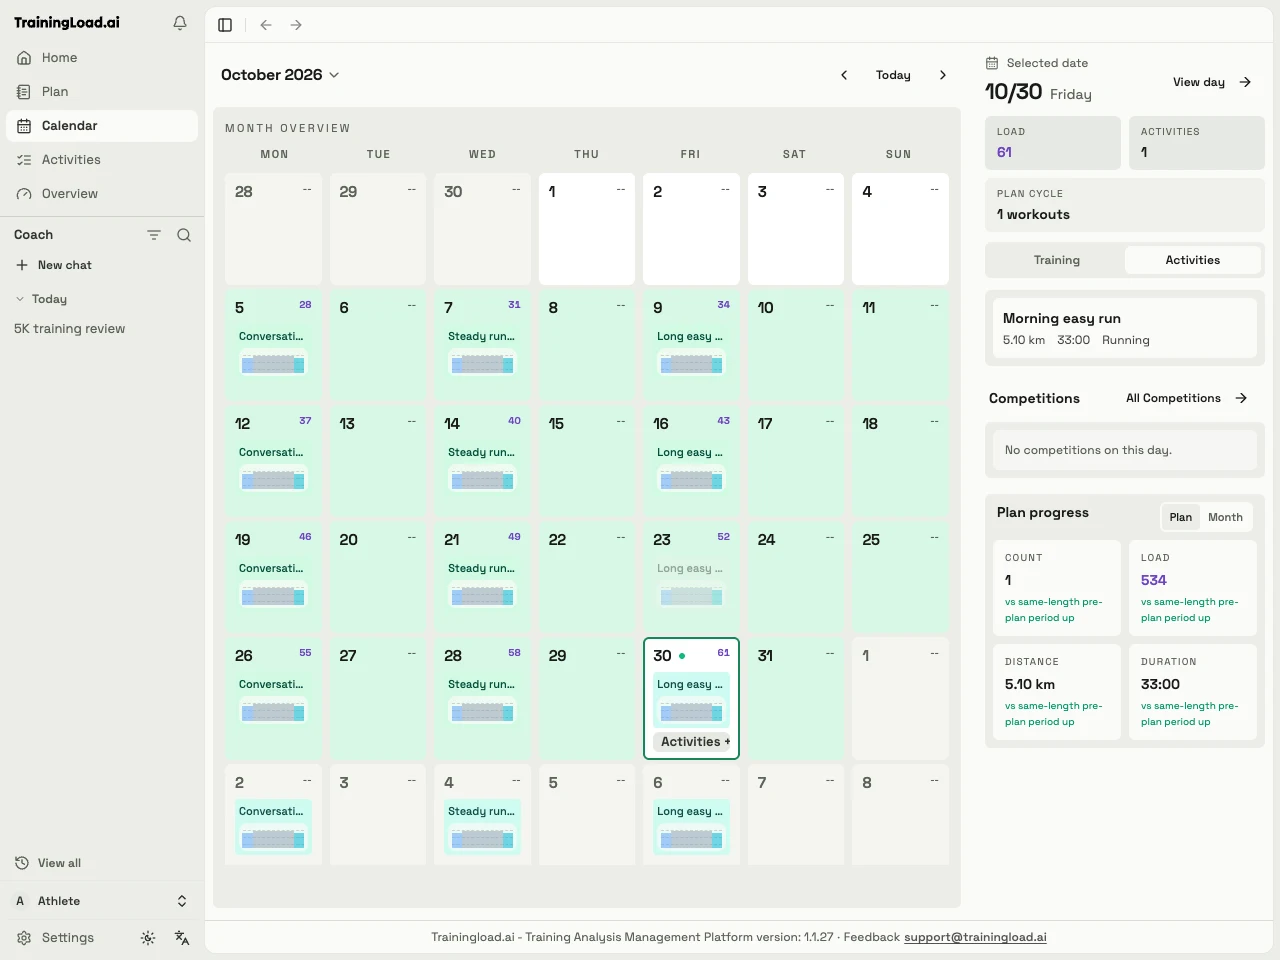 TrainingLoad.ai
Home
Plan
Calendar
Activities
Overview
Coach
New chat
Today
5K training review
View all
A Athlete
Settings
October 2026
Today
MONTH OVERVIEW
MON TUE WED THU FRI SAT SUN
28 -- 29 -- 30 -- 1 -- 2 -- 3 -- 4 --
5 28 6 -- 7 31 8 -- 9 34 10 -- 11 --
Conversati... Steady run... Long easy ...
12 37 13 -- 14 40 15 -- 16 43 17 -- 18 --
Conversati... Steady run... Long easy ...
19 46 20 -- 21 49 22 -- 23 52 24 -- 25 --
Conversati... Steady run... Long easy ...
26 55 27 -- 28 58 29 -- 30 61 31 -- 1 --
Conversati... Steady run... Long easy ...
Activities +
2 -- 3 -- 4 -- 5 -- 6 -- 7 -- 8 --
Conversati... Steady run... Long easy ...
Selected date
10/30 Friday
View day
LOAD
61
ACTIVITIES
1
PLAN CYCLE
1 workouts
Training Activities
Morning easy run
5.10 km 33:00 Running
Competitions All Competitions
No competitions on this day.
Plan progress Plan Month
COUNT
1
vs same-length pre-
plan period up
LOAD
534
vs same-length pre-
plan period up
DISTANCE
5.10 km
vs same-length pre-
plan period up
DURATION
33:00
vs same-length pre-
plan period up
Trainingload.ai - Training Analysis Management Platform version: 1.1.27 · Feedback support@trainingload.ai